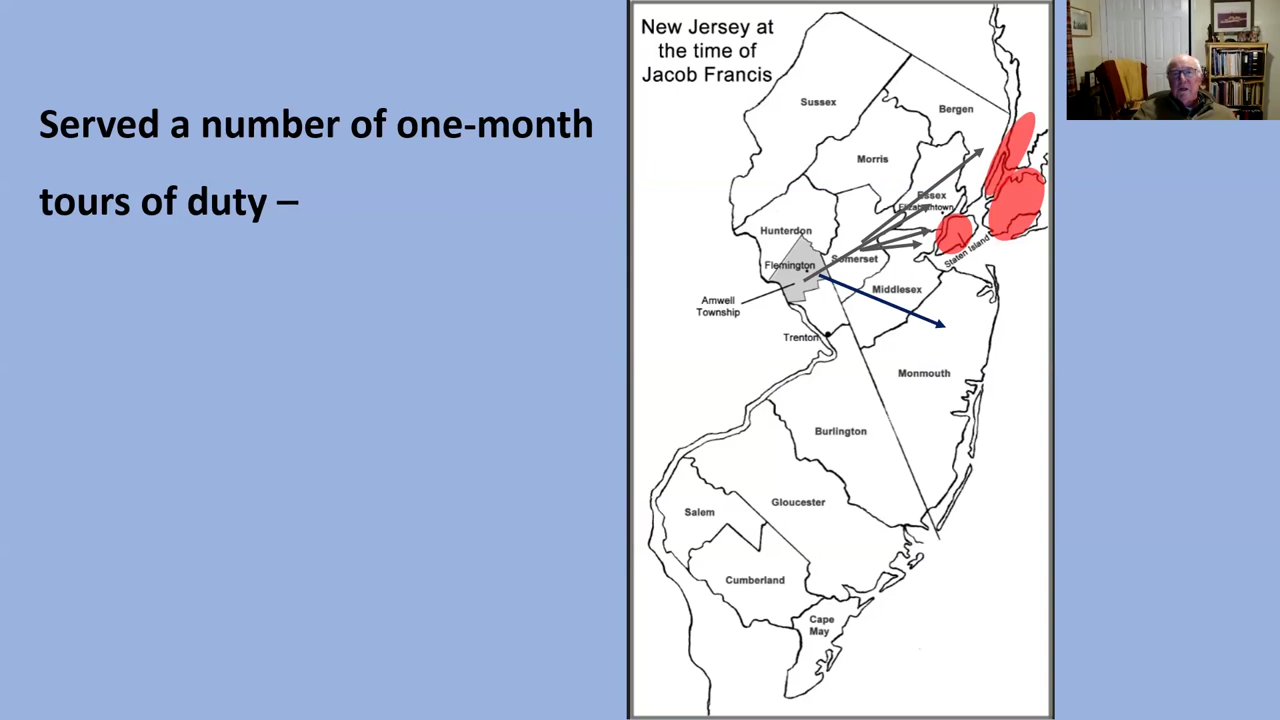 Served a number of one-month
tours of duty –
New Jersey at
the time of
Jacob Francis
Sussex
Bergen
Morris
Essex
Elizabethtown
Hunterdon
Somerset
Staten Island
Flemington
Middlesex
Amwell
Township
Trenton
Monmouth
Burlington
Gloucester
Salem
Cumberland
Cape
May